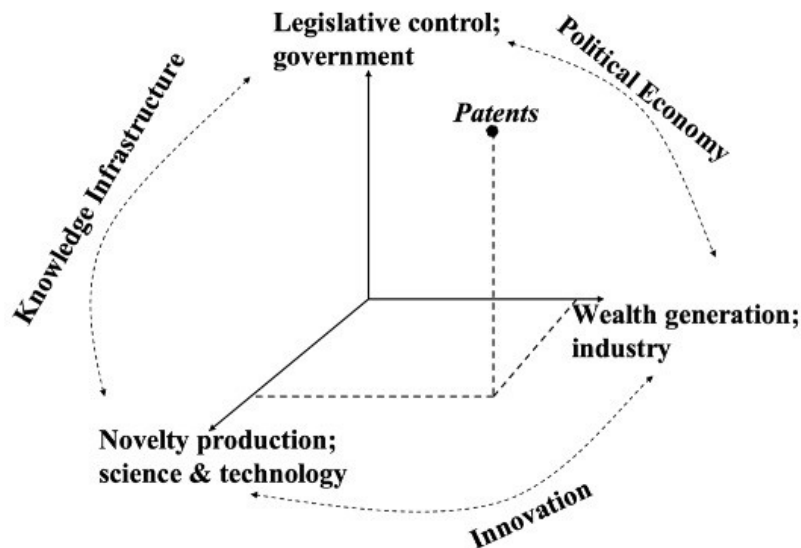 Legislative control;
government
Political Economy
Patents
Knowledge Infrastructure
Wealth generation;
industry
Novelty production;
science & technology
Innovation